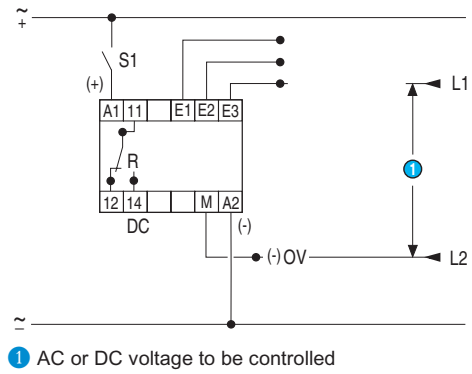 ~
+
S1
(+)
L1
A1 11 E1 E2 E3
1
R
12 14 M A2
DC
(-)
(-) OV
L2
~
–
1 AC or DC voltage to be controlled